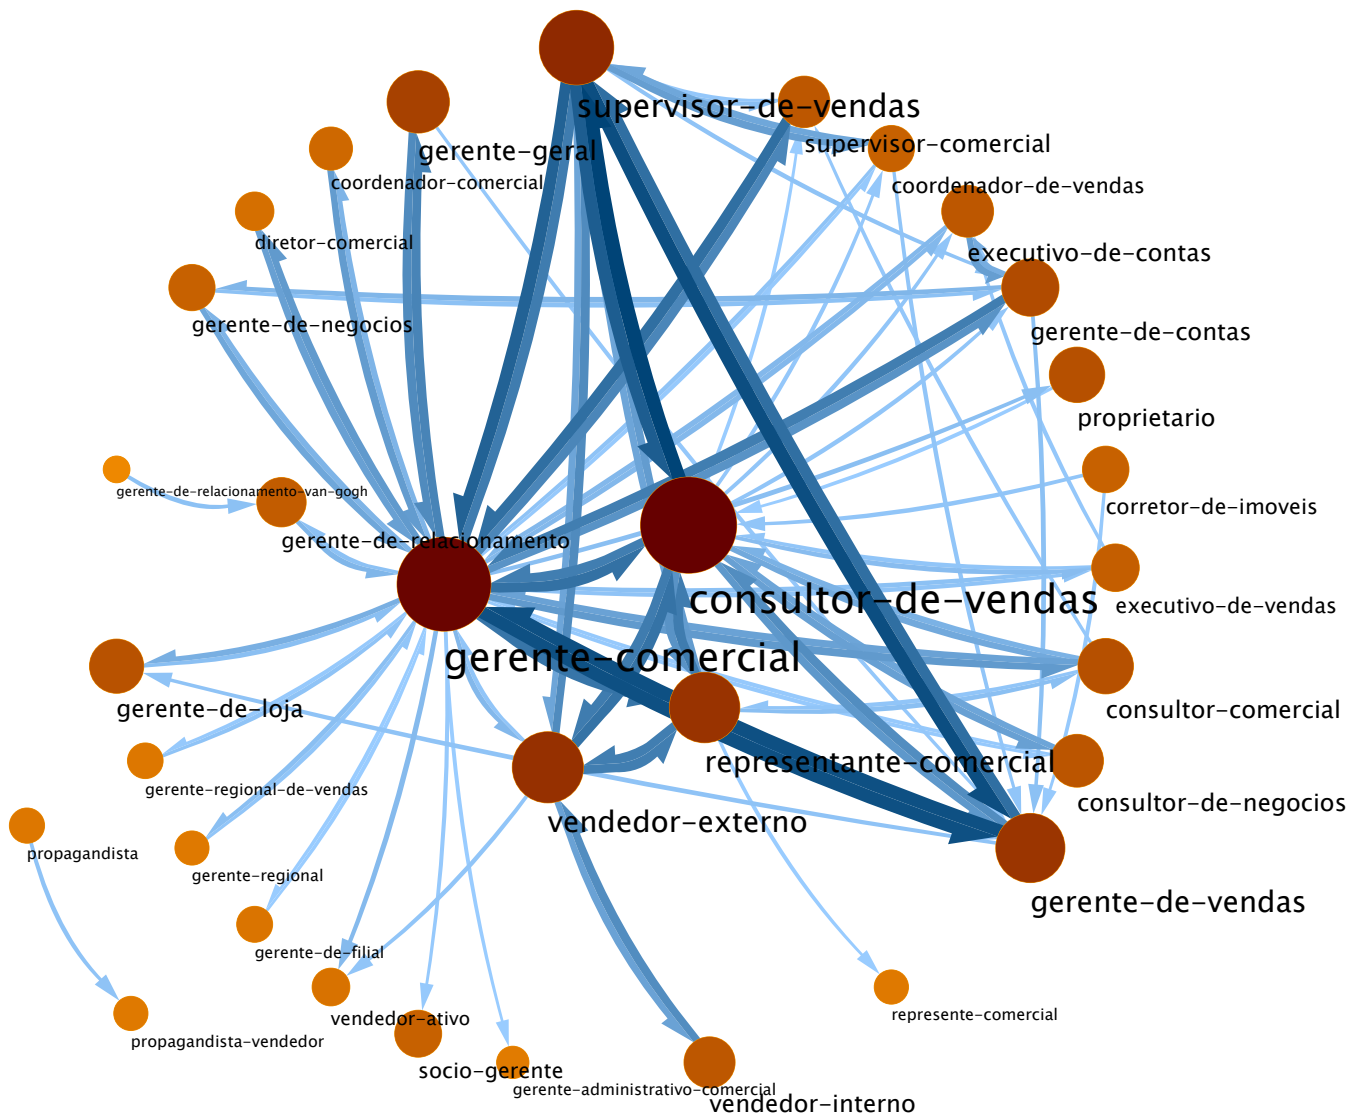 supervisor-de-vendas
supervisor-comercial
gerente-geral
coordenador-comercial
coordenador-de-vendas
diretor-comercial
executivo-de-contas
gerente-de-negocios
gerente-de-contas
proprietario
gerente-de-relacionamento-van-gogh
corretor-de-imoveis
gerente-de-relacionamento
consultor-de-vendas
executivo-de-vendas
gerente-comercial
gerente-de-loja
consultor-comercial
representante-comercial
gerente-regional-de-vendas
consultor-de-negocios
vendedor-externo
propagandista
gerente-regional
gerente-de-vendas
gerente-de-filial
represente-comercial
vendedor-ativo
propagandista-vendedor
socio-gerente
gerente-administrativo-comercial
vendedor-interno